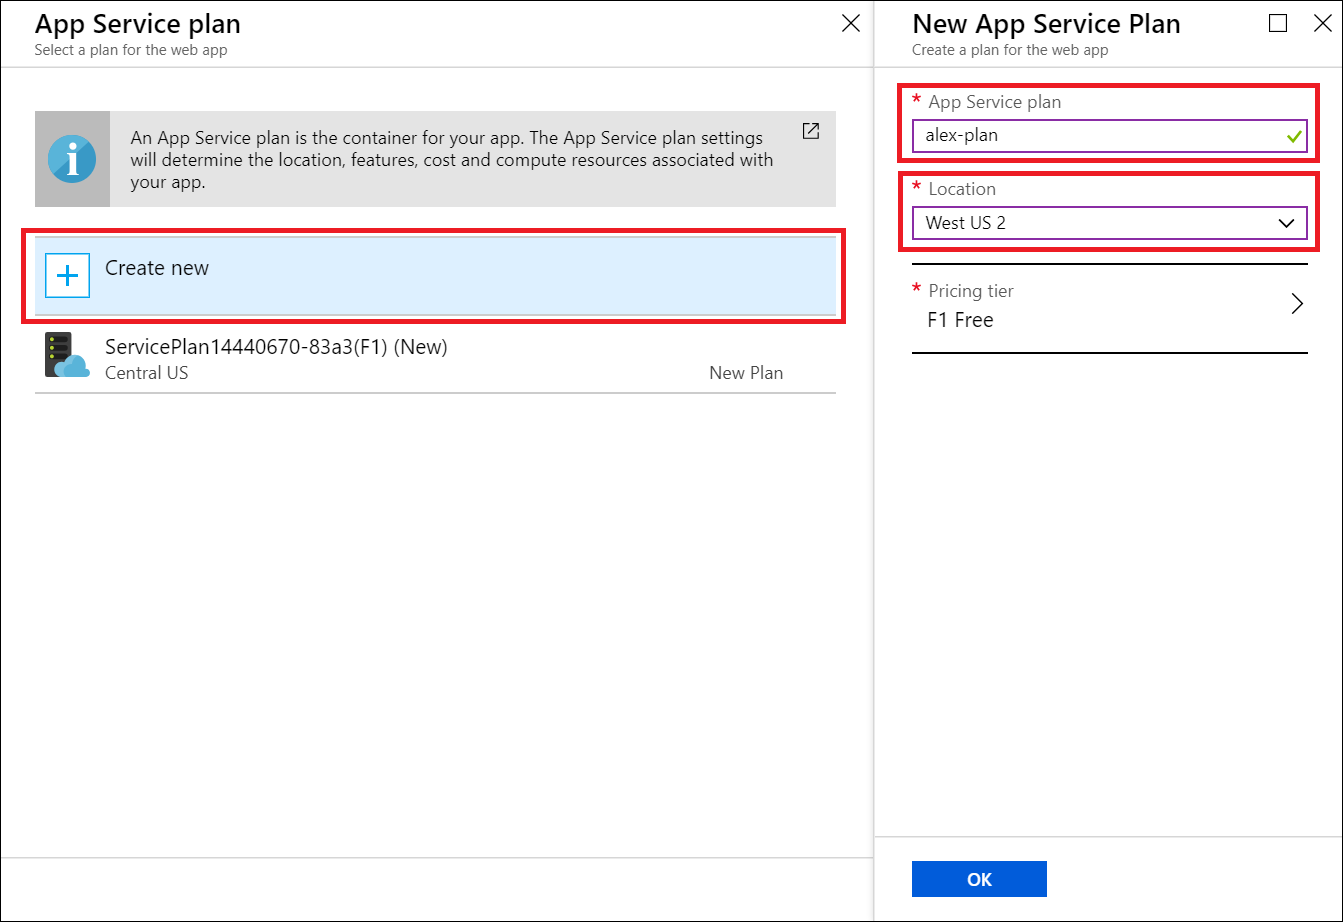 App Service plan
Select a plan for the web app
An App Service plan is the container for your app. The App Service plan settings
will determine the location, features, cost and compute resources associated with
your app.
Create new
ServicePlan14440670-83a3(F1) (New)
Central US
New Plan
New App Service Plan
Create a plan for the web app
* App Service plan
alex-plan
* Location
West US 2
* Pricing tier
F1 Free
OK